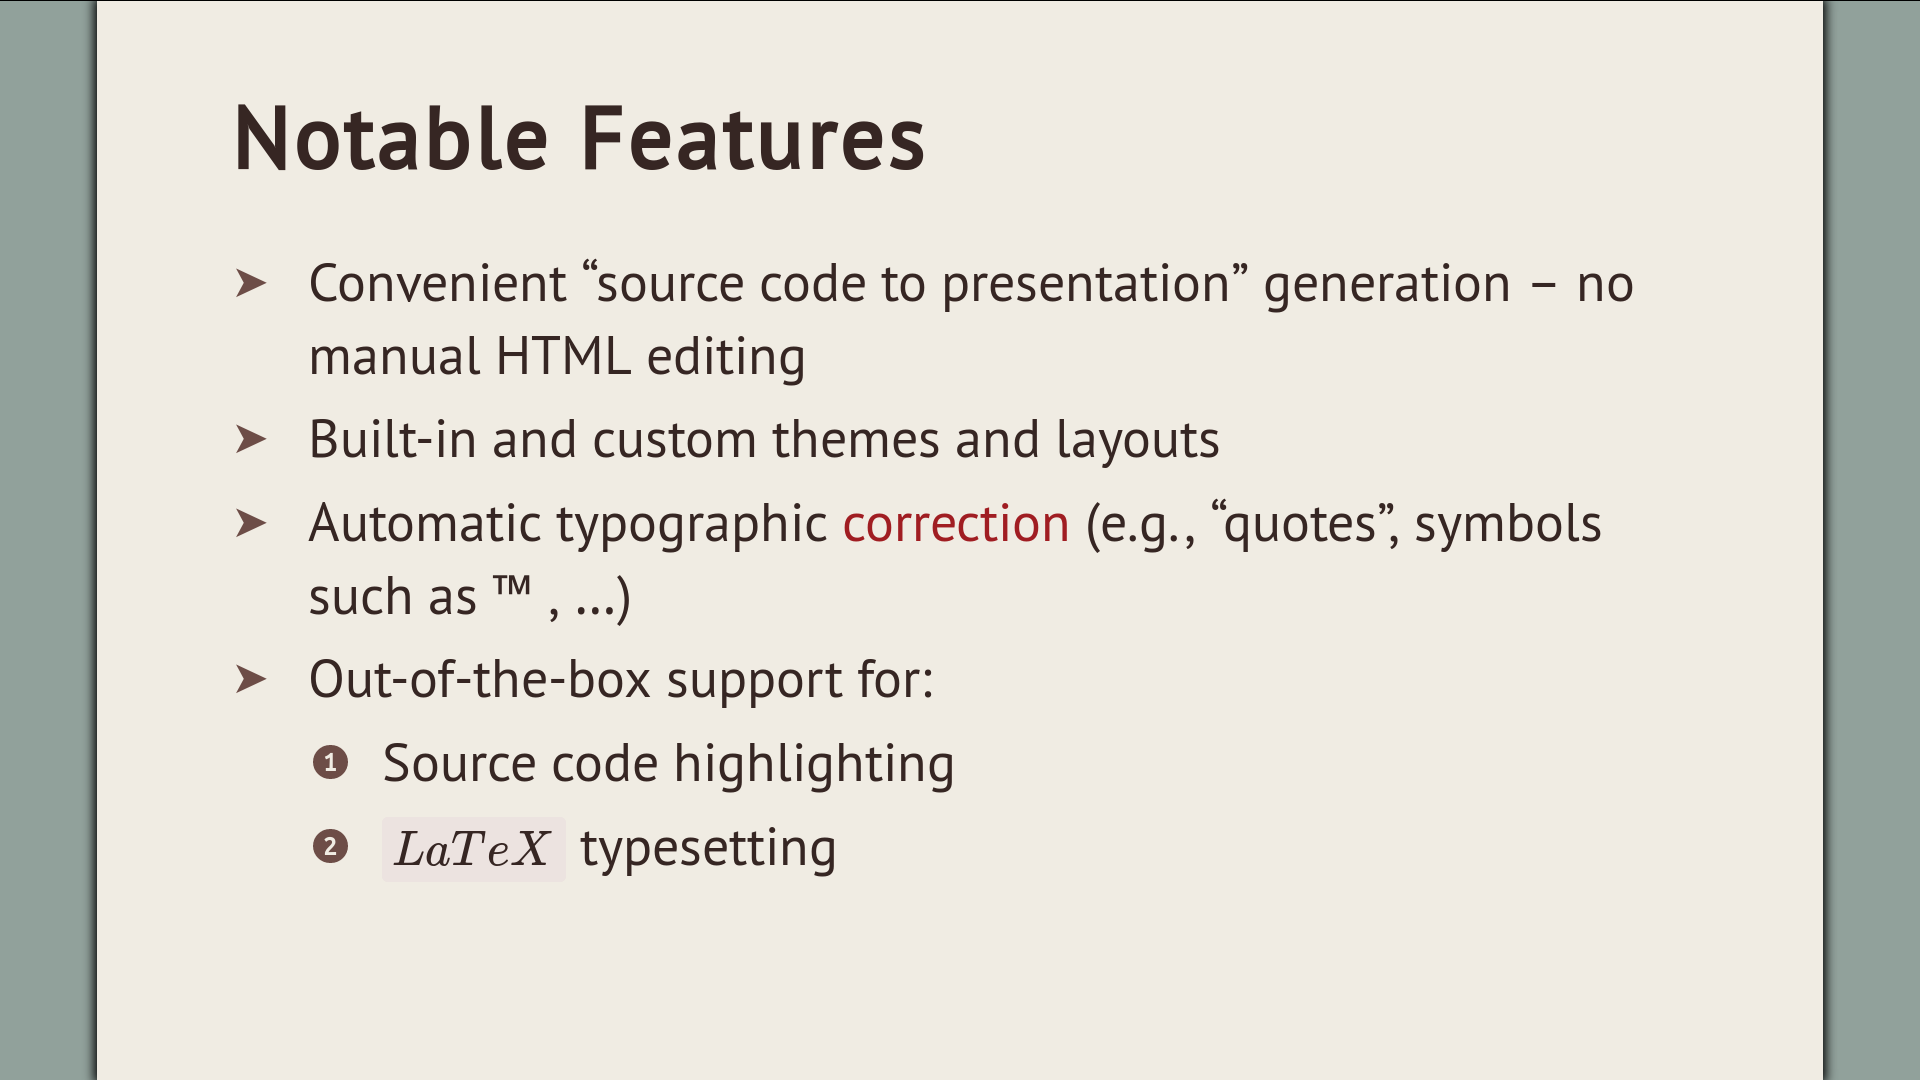 Notable Features
➤ Convenient “source code to presentation” generation – no
manual HTML editing
➤ Built-in and custom themes and layouts
➤ Automatic typographic correction (e.g., “quotes”, symbols
such as ™ , …)
➤ Out-of-the-box support for:
❶ Source code highlighting
❷ LaTeX typesetting